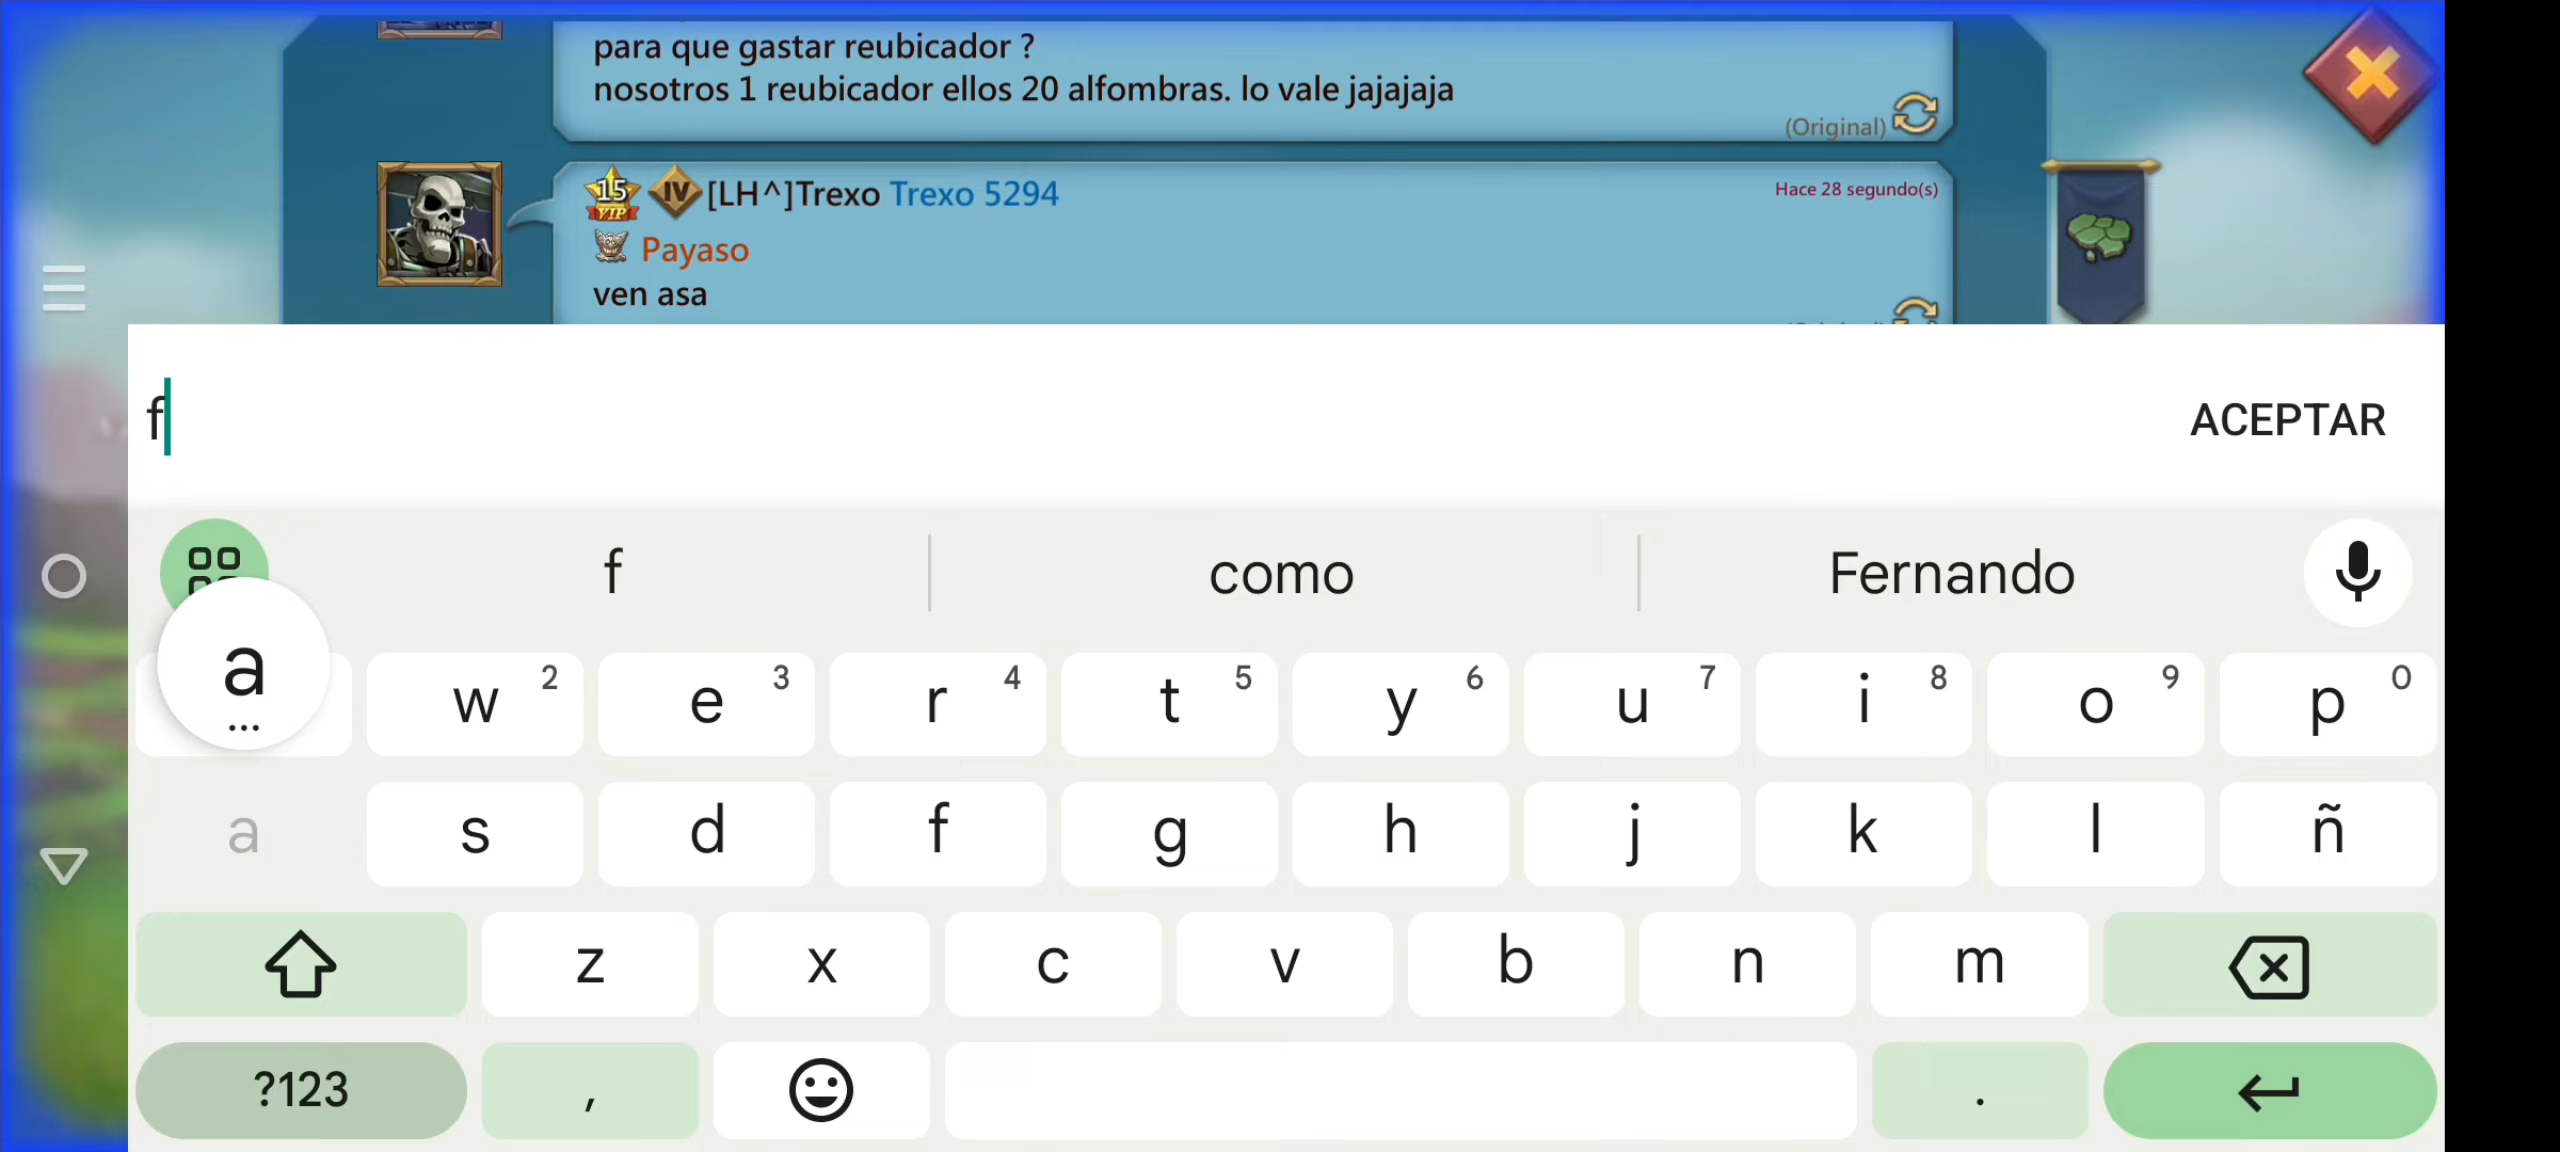 para que gastar reubicador ?
nosotros 1 reubicador ellos 20 alfombras. lo vale jajajaja
(Original)
15 VIP IV [LH^]Trexo Trexo 5294
Hace 28 segundo(s)
Payaso
ven asa
f
ACEPTAR
f como Fernando
a
...
w 2 e 3 r 4 t 5 y 6 u 7 i 8 o 9 p 0
a s d f g h j k l ñ
z x c v b n m
?123 , .